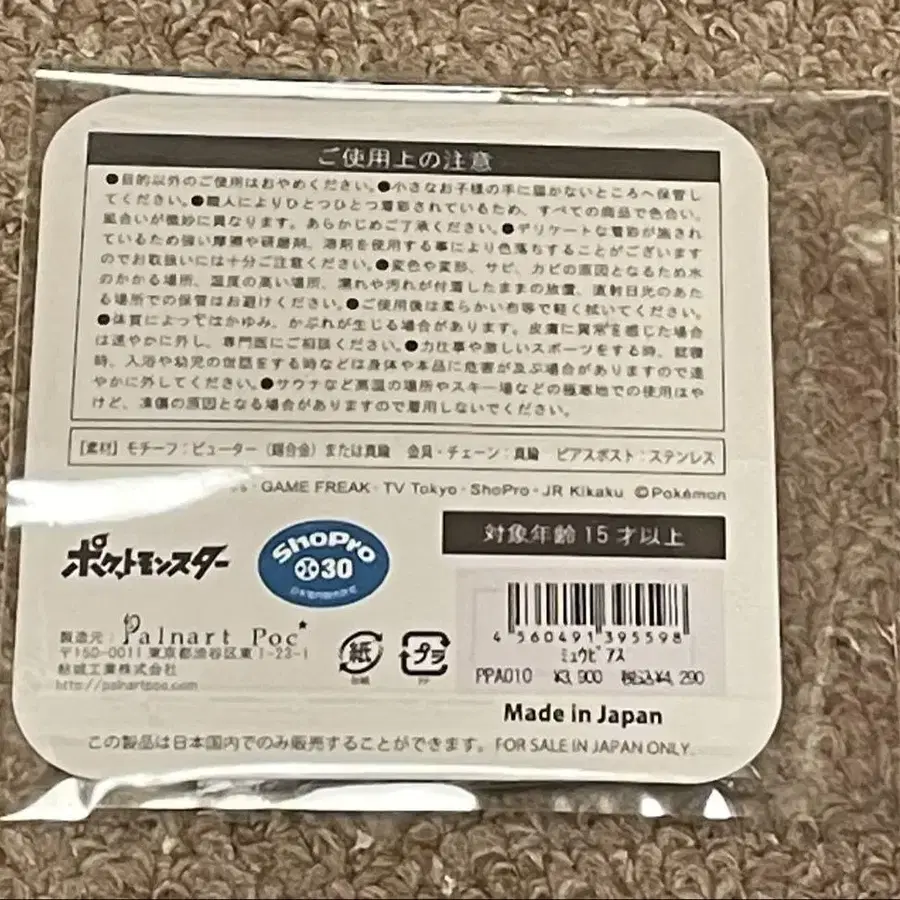 ご使用上の注意
●目的以外のご使用はおやめください。●小さなお子様の手に届かないところへ保管し
てください。●職人によりひとつひとつ着彩されているため、すべての商品で色合い、
風合いが微妙に異なります。あらかじめご了承ください。●デリケートな着彩が施され
ているため強い摩擦や研磨剤、溶剤を使用する事により色落ちすることがございます
のでお取扱いには十分ご注意ください。●変色や変形、サビ、カビの原因となるため水
のかかる場所、湿度の高い場所、濡れや汚れが付着したままの放置、直射日光のあた
る場所での保管はお避けください。●ご使用後は柔らかい布等で軽く拭いてください。
●体質によってはかゆみ、かぶれが生じる場合があります。皮膚に異常を感じた場合
は速やかに外し、専門医にご相談ください。●力仕事や激しいスポーツをする時、就寝
時、入浴や幼児の世話をする時などは身体や本品に危害が及ぶ場合がありますので速
やかに外してください。●サウナなど高温の場所やスキー場などの極寒地での使用はや
けど、凍傷の原因となる場合がありますので着用しないでください。
[素材] モチーフ:ピューター (錫合金) または真鍮 金具・チェーン:真鍮 ピアスポスト:ステンレス
・GAME FREAK・TV Tokyo・ShoPro・JR Kikaku ©Pokémon
対象年齢15才以上
ポケットモンスター
ShoPro
30
4 560491 395598
ミュウピアス
PPA010 ¥3,900 税込¥4,290
製造元: Palnart Poc★
〒150-0011 東京都渋谷区東1-23-1
結城工業株式会社
http://palnartpoc.com
紙
台紙
プラ
PP
Made in Japan
この製品は日本国内でのみ販売することができます。FOR SALE IN JAPAN ONLY.